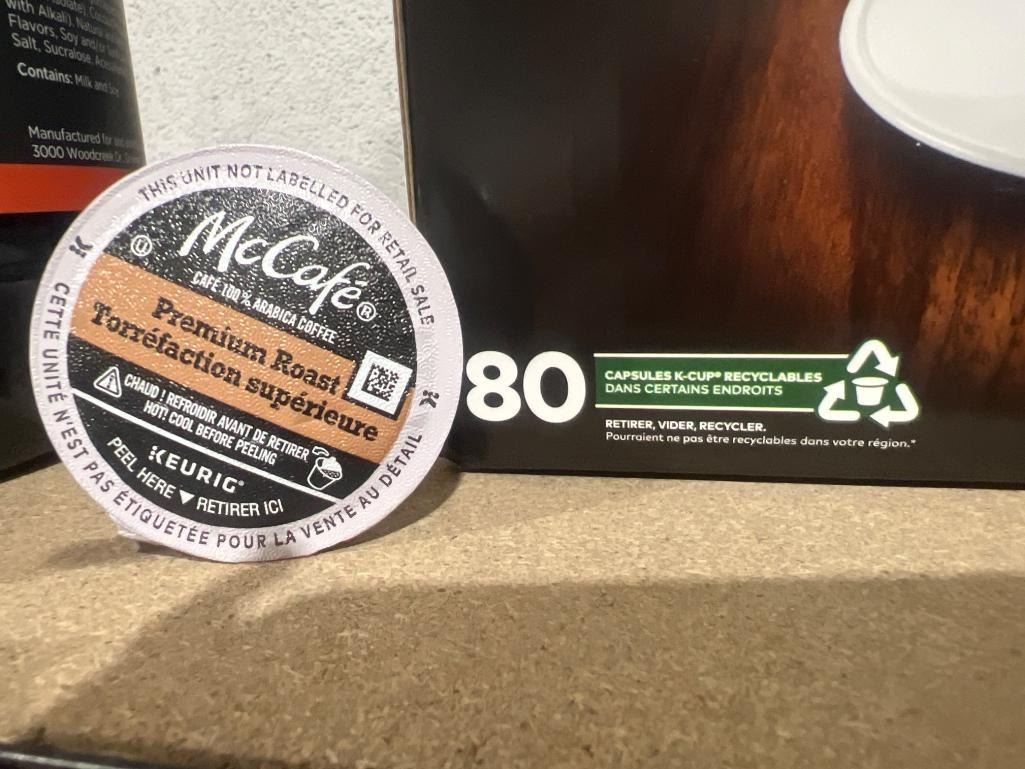 with Alkali), Natural
Flavors, Soy and/or
Salt, Sucralose,
Contains: Milk and Soy
Manufactured for
3000 Woodcreek Dr.
THIS UNIT NOT LABELLED FOR RETAIL SALE
McCafé®
CAFÉ 100% ARABICA COFFEE
Premium Roast
Torréfaction supérieure
CHAUD ! REFROIDIR AVANT DE RETIRER
HOT! COOL BEFORE PEELING
KEURIG®
PEEL HERE ▼ RETIRER ICI
CETTE UNITÉ N'EST PAS ÉTIQUETÉE POUR LA VENTE AU DÉTAIL
80
CAPSULES K-CUP® RECYCLABLES
DANS CERTAINS ENDROITS
RETIRER, VIDER, RECYCLER.
Pourraient ne pas être recyclables dans votre région.*